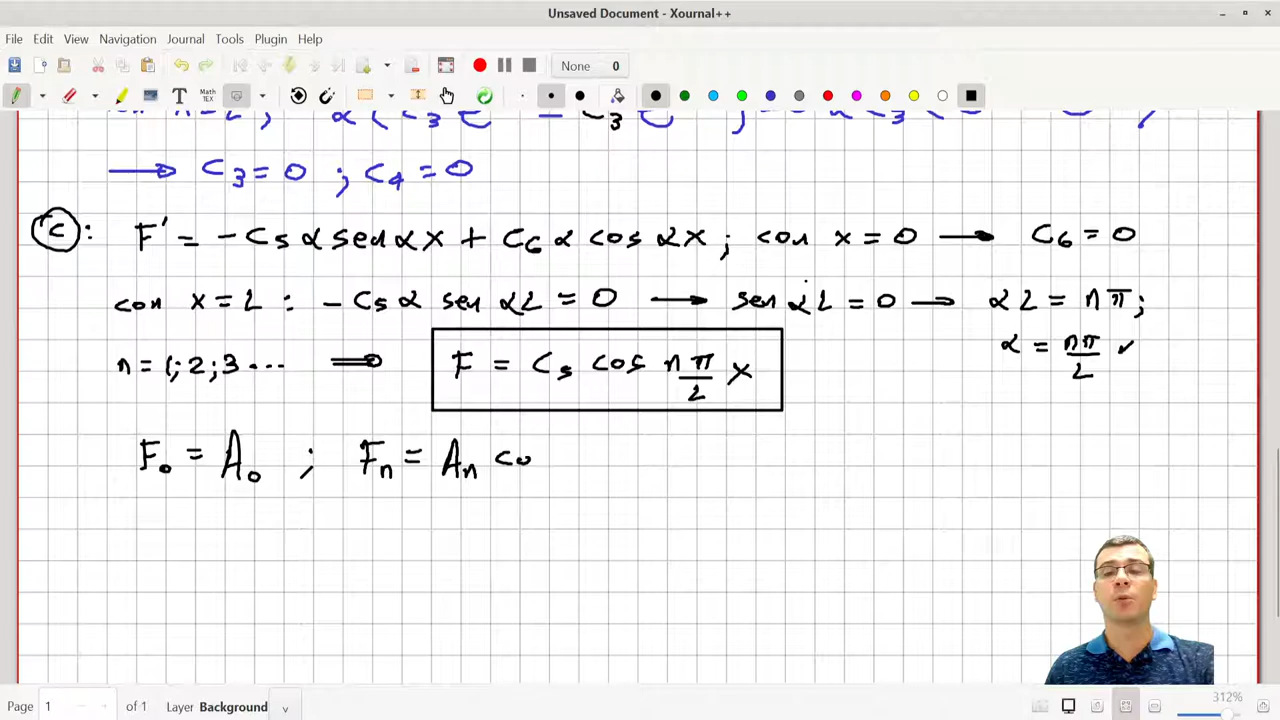 Unsaved Document - Xournal++
File Edit View Navigation Journal Tools Plugin Help
None 0
Math TEX
→ C₃ = 0 ; C₄ = 0
C : F' = -C₅ α sen αx + C₆ α cos αx ; con x = 0 → C₆ = 0
con x = L : - C₅ α sen αL = 0 → sen αL = 0 → αL = nπ ;
α = nπ/L ✓
n = 1; 2; 3 ... ⇒ F = C₅ cos nπ/L x
F₀ = A₀ ; Fₙ = Aₙ co
Page 1 of 1 Layer Background 312%